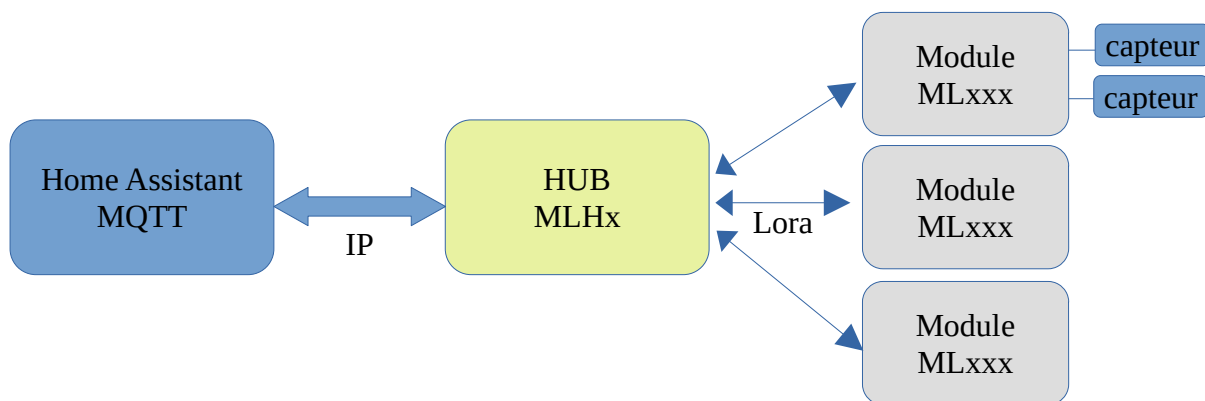 Home Assistant
MQTT
IP
HUB
MLHx
Lora
Module
MLxxx
capteur
capteur
Module
MLxxx
Module
MLxxx